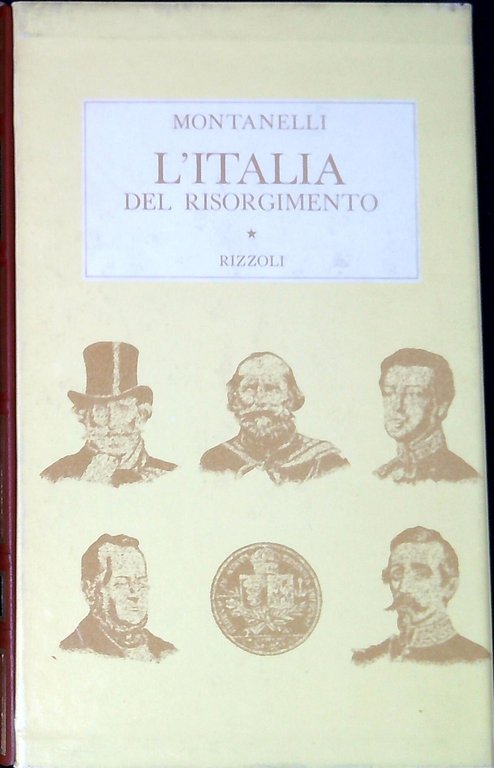 MONTANELLI
L'ITALIA
DEL RISORGIMENTO
★
RIZZOLI